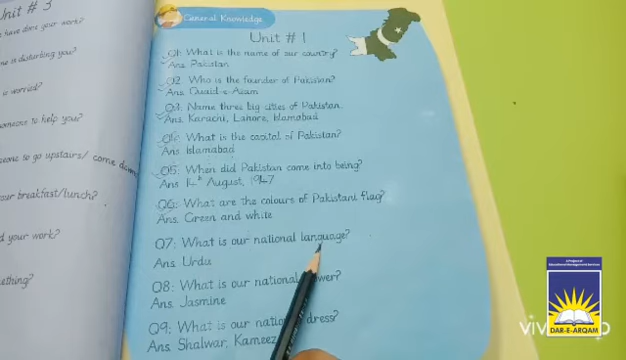 Unit # 3
have done your work?
is disturbing you?
is worried?
someone to help you?
to go upstairs/ come down
your breakfast/lunch?
your work?
something?
General Knowledge
Unit # 1
Q1: What is the name of our country?
Ans. Pakistan
Q2 Who is the founder of Pakistan?
Ans. Quaid-e-Azam
Q3. Name three big cities of Pakistan.
Ans. Karachi, Lahore, Islamabad
Q4: What is the capital of Pakistan?
Ans Islamabad
Q5: When did Pakistan come into being?
Ans. 14th August, 1947
Q6: What are the colours of Pakistani flag?
Ans. Green and white
Q7: What is our national language?
Ans. Urdu
Q8: What is our national
Ans. Jasmine
Q9: What is our dress?
Ans. Shalwar, Kameez
DAR-E-ARQAM